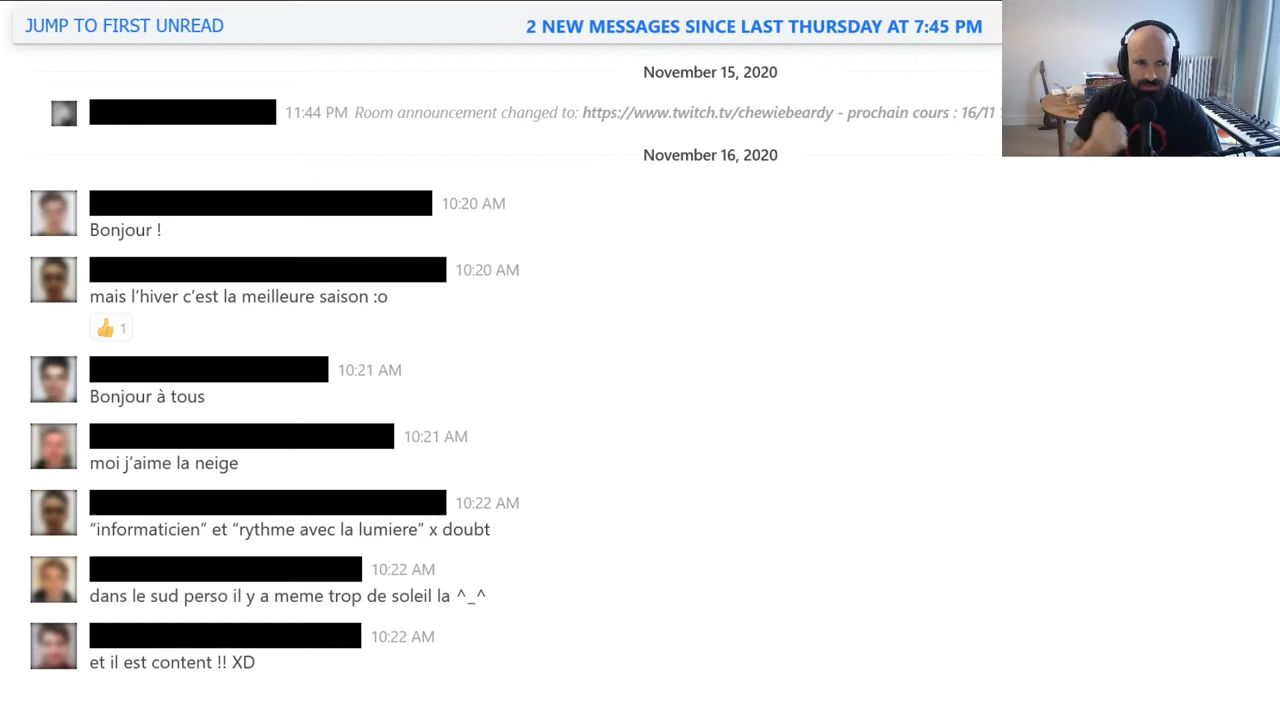 JUMP TO FIRST UNREAD
2 NEW MESSAGES SINCE LAST THURSDAY AT 7:45 PM
November 15, 2020
11:44 PM Room announcement changed to: https://www.twitch.tv/chewiebeardy - prochain cours : 16/11
November 16, 2020
10:20 AM
Bonjour !
10:20 AM
mais l’hiver c’est la meilleure saison :o
👍 1
10:21 AM
Bonjour à tous
10:21 AM
moi j’aime la neige
10:22 AM
“informaticien” et “rythme avec la lumiere” x doubt
10:22 AM
dans le sud perso il y a meme trop de soleil la ^_^
10:22 AM
et il est content !! XD